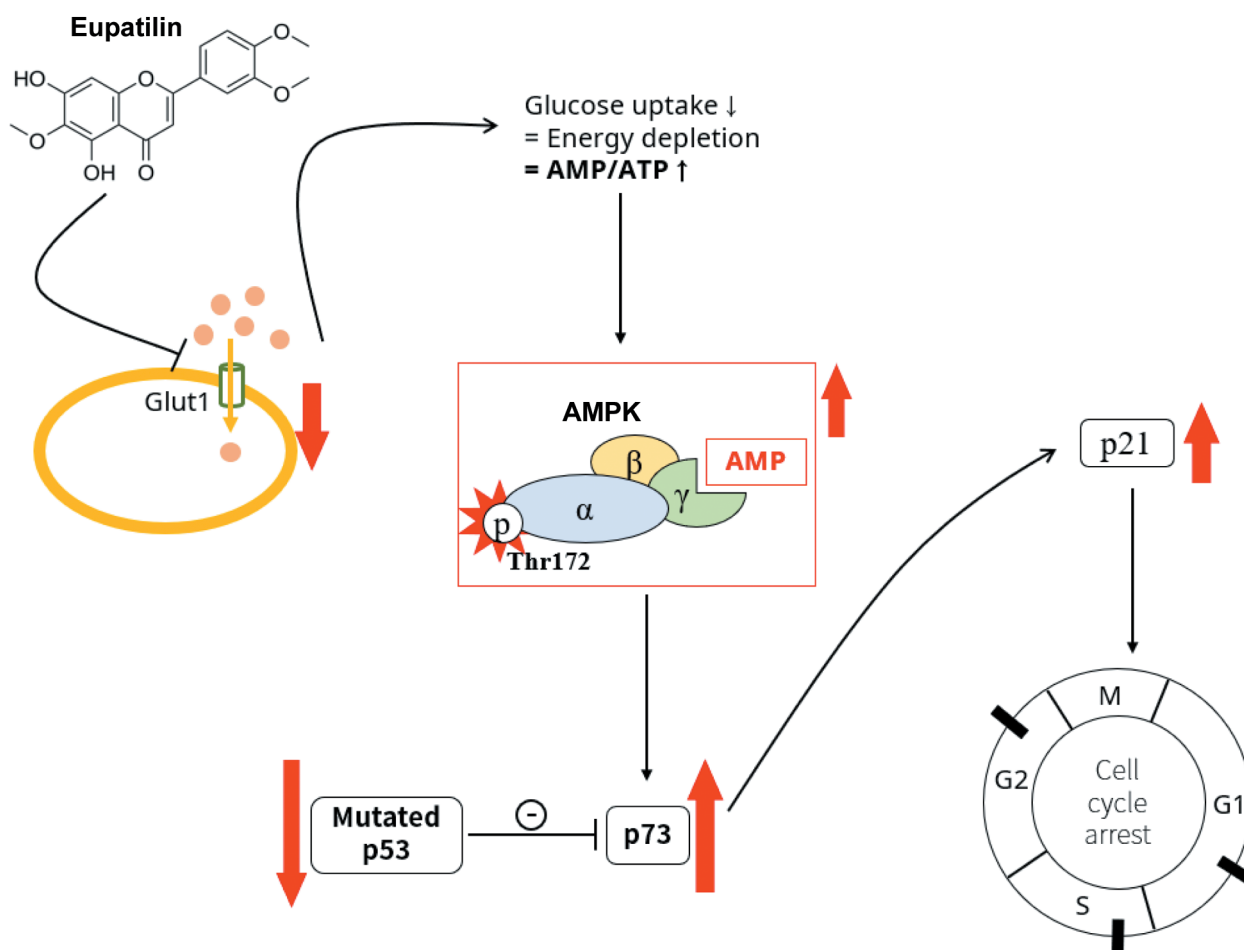 Eupatilin
HO
O
O
O
O
OH
O
Glucose uptake ↓
= Energy depletion
= AMP/ATP ↑
Glut1
AMPK
β
AMP
α
γ
p
Thr172
p21
Mutated
p53
-
p73
M
G2
G1
S
Cell
cycle
arrest